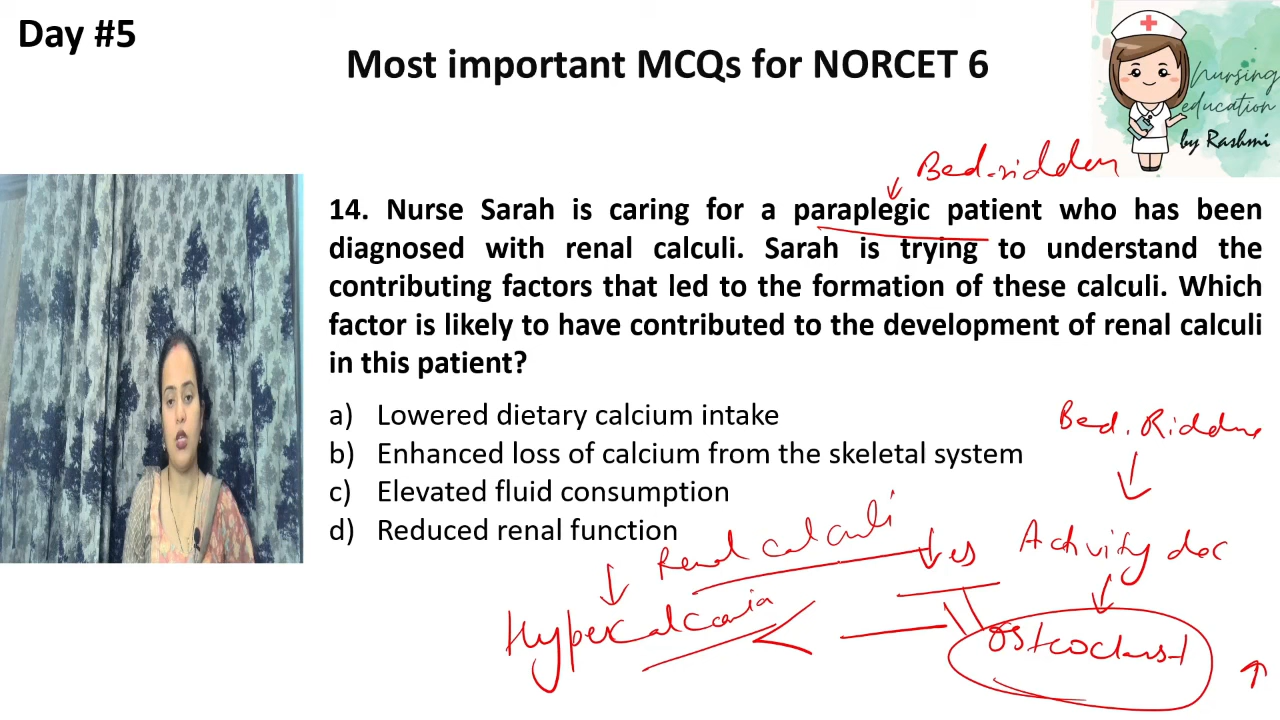 Day #5
Most important MCQs for NORCET 6
Nursing
education
by Rashmi
Bed-ridden
14. Nurse Sarah is caring for a paraplegic patient who has been
diagnosed with renal calculi. Sarah is trying to understand the
contributing factors that led to the formation of these calculi. Which
factor is likely to have contributed to the development of renal calculi
in this patient?
a) Lowered dietary calcium intake
b) Enhanced loss of calcium from the skeletal system
c) Elevated fluid consumption
d) Reduced renal function
Bed. Ridden
Activity dec
Renal calculi
↓es
Hypercalcemia
Osteoclast ↑